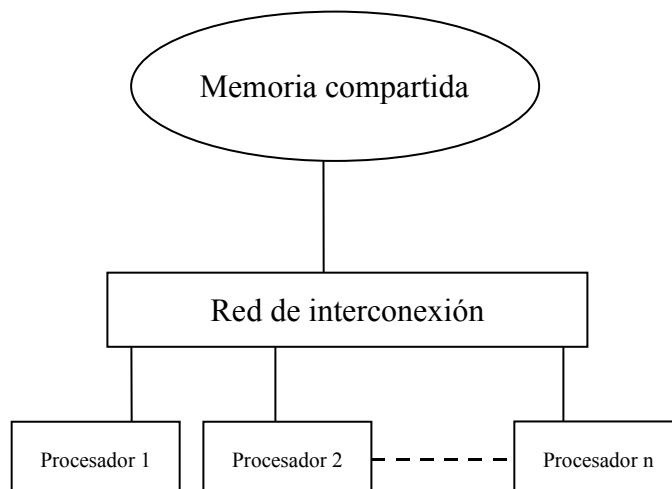 Memoria compartida
Red de interconexión
Procesador 1
Procesador 2
Procesador n